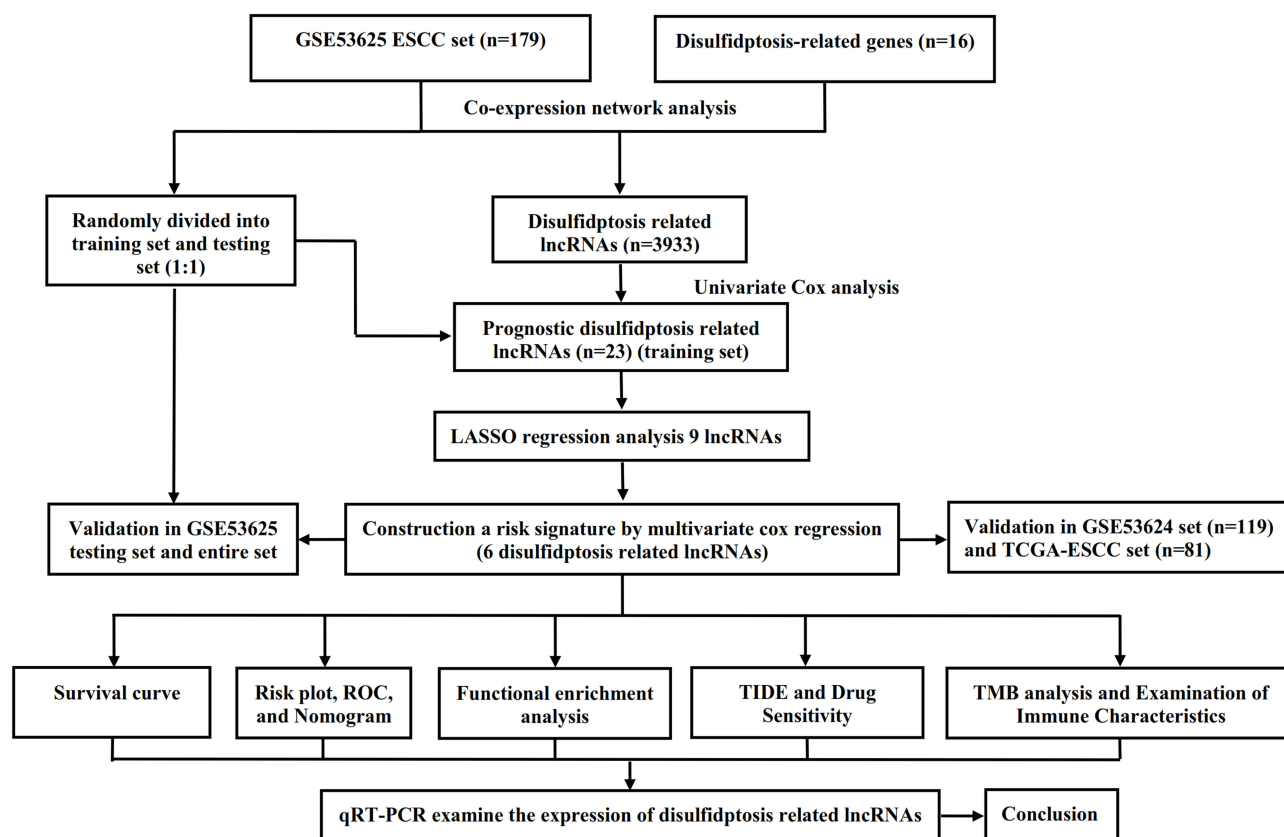 GSE53625 ESCC set (n=179)
Disulfidptosis-related genes (n=16)
Co-expression network analysis
Randomly divided into
training set and testing
set (1:1)
Disulfidptosis related
lncRNAs (n=3933)
Univariate Cox analysis
Prognostic disulfidptosis related
lncRNAs (n=23) (training set)
LASSO regression analysis 9 lncRNAs
Validation in GSE53625
testing set and entire set
Construction a risk signature by multivariate cox regression
(6 disulfidptosis related lncRNAs)
Validation in GSE53624 set (n=119)
and TCGA-ESCC set (n=81)
Survival curve
Risk plot, ROC,
and Nomogram
Functional enrichment
analysis
TIDE and Drug
Sensitivity
TMB analysis and Examination of
Immune Characteristics
qRT-PCR examine the expression of disulfidptosis related lncRNAs
Conclusion